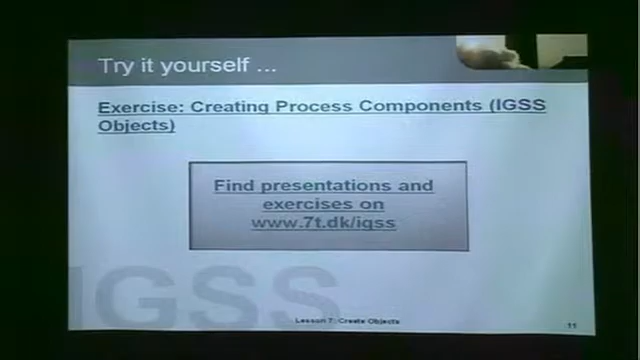 Try it yourself ...
Exercise: Creating Process Components (IGSS
Objects)
Find presentations and
exercises on
www.7t.dk/igss
IGSS
Lesson 7: Create Objects
11